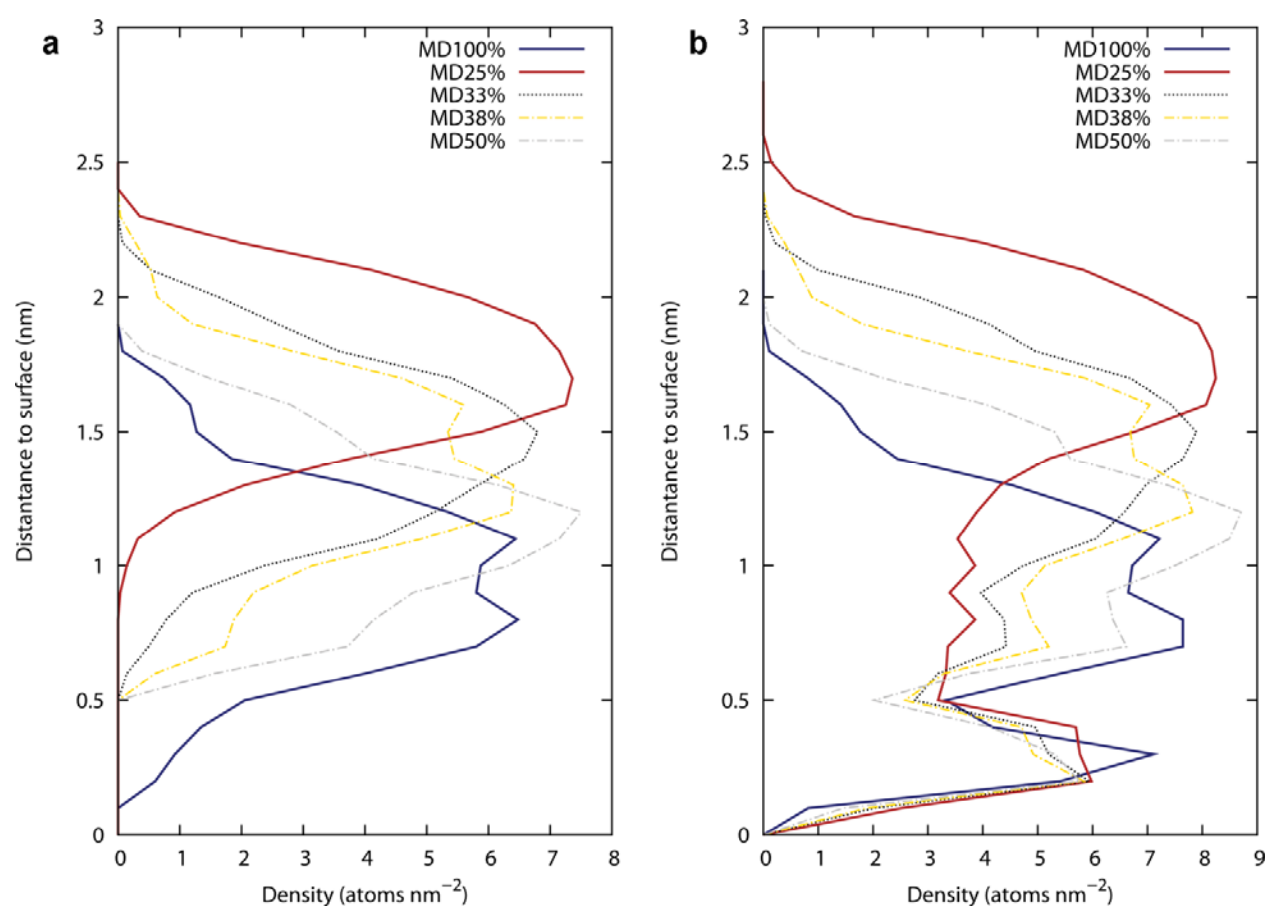 a
MD100%
MD25%
MD33%
MD38%
MD50%
3
2.5
2
1.5
1
0.5
0
0 1 2 3 4 5 6 7 8
Distantance to surface (nm)
Density (atoms nm⁻²)
b
MD100%
MD25%
MD33%
MD38%
MD50%
3
2.5
2
1.5
1
0.5
0
0 1 2 3 4 5 6 7 8 9
Distantance to surface (nm)
Density (atoms nm⁻²)